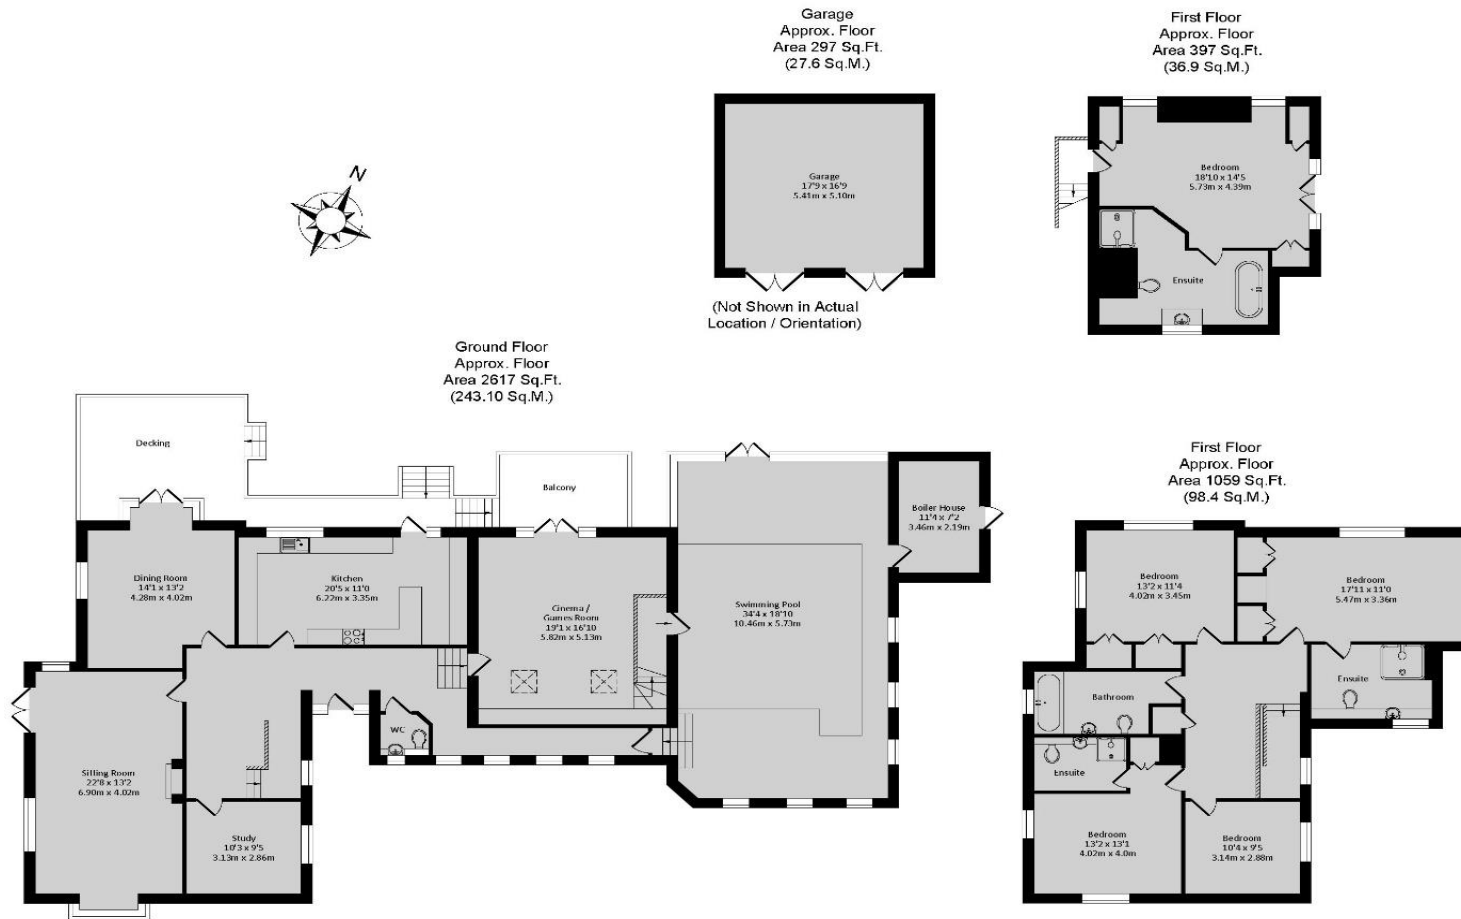 Garage
Approx. Floor
Area 297 Sq.Ft.
(27.6 Sq.M.)
First Floor
Approx. Floor
Area 397 Sq.Ft.
(36.9 Sq.M.)
N
Garage
17'9 x 16'9
5.41m x 5.10m
Bedroom
18'10 x 14'5
5.73m x 4.39m
Ensuite
(Not Shown in Actual
Location / Orientation)
Ground Floor
Approx. Floor
Area 2617 Sq.Ft.
(243.10 Sq.M.)
Decking
Balcony
Boiler House
11'4 x 7'2
3.46m x 2.19m
Dining Room
14'1 x 13'2
4.28m x 4.02m
Kitchen
20'5 x 11'0
6.22m x 3.35m
Cinema /
Games Room
19'1 x 16'10
5.82m x 5.13m
Swimming Pool
34'4 x 18'10
10.46m x 5.73m
WC
Sitting Room
22'8 x 13'2
6.90m x 4.02m
Study
10'3 x 9'5
3.13m x 2.86m
First Floor
Approx. Floor
Area 1059 Sq.Ft.
(98.4 Sq.M.)
Bedroom
13'2 x 11'4
4.02m x 3.45m
Bedroom
17'11 x 11'0
5.47m x 3.36m
Ensuite
Bathroom
Ensuite
Bedroom
13'2 x 13'1
4.02m x 4.0m
Bedroom
10'4 x 9'5
3.14m x 2.88m